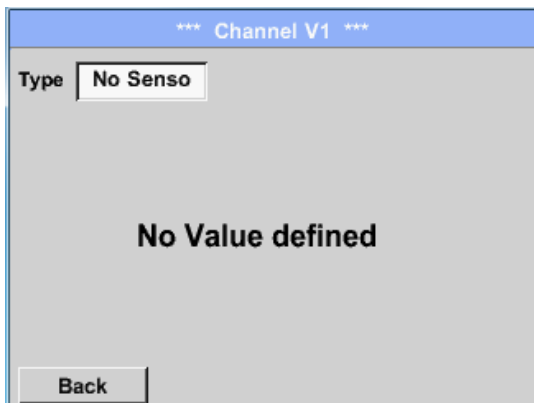 *** Channel V1 ***
Type No Senso
No Value defined
Back